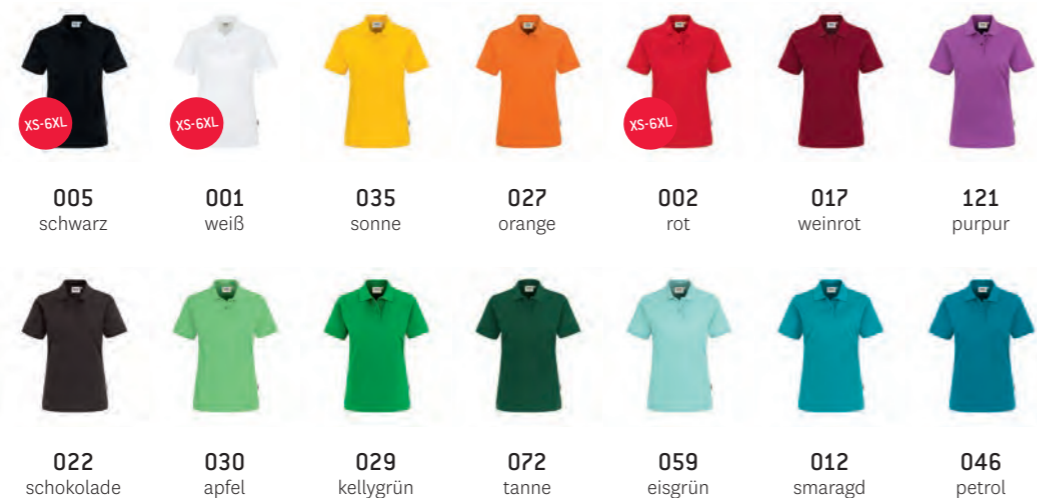 XS-6XL
XS-6XL
XS-6XL
005
schwarz
001
weiß
035
sonne
027
orange
002
rot
017
weinrot
121
purpur
022
schokolade
030
apfel
029
kellygrün
072
tanne
059
eisgrün
012
smaragd
046
petrol